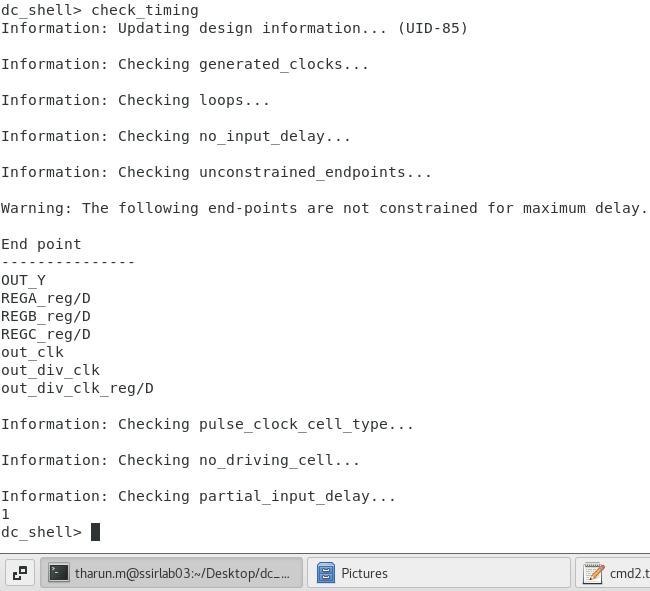 dc_shell> check_timing
Information: Updating design information... (UID-85)
Information: Checking generated_clocks...
Information: Checking loops...
Information: Checking no_input_delay...
Information: Checking unconstrained_endpoints...
Warning: The following end-points are not constrained for maximum delay.
End point
---------------
OUT_Y
REGA_reg/D
REGB_reg/D
REGC_reg/D
out_clk
out_div_clk
out_div_clk_reg/D
Information: Checking pulse_clock_cell_type...
Information: Checking no_driving_cell...
Information: Checking partial_input_delay...
1
dc_shell>
tharun.m@ssirlab03:~/Desktop/dc_... Pictures cmd2.t